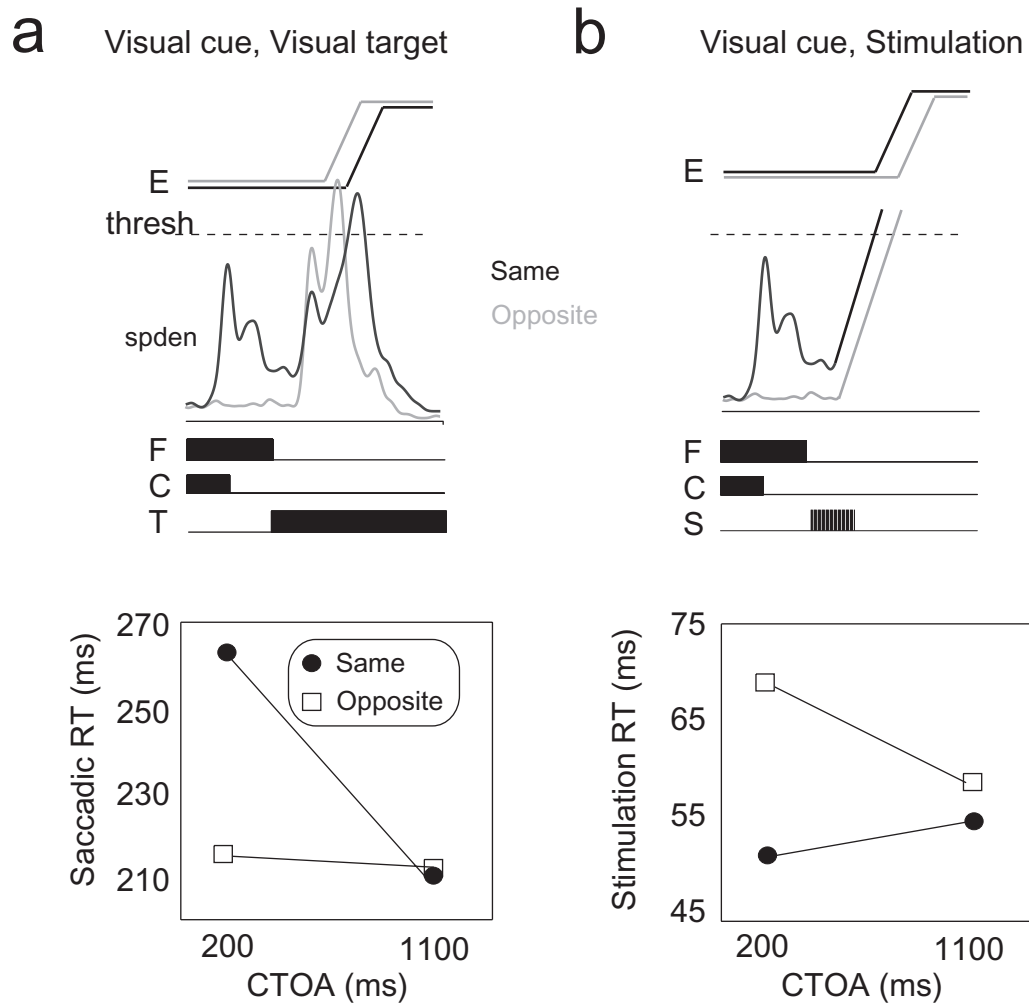 a Visual cue, Visual target
E
thresh
spden
F
C
T
Same
Opposite
b Visual cue, Stimulation
E
F
C
S
Saccadic RT (ms)
270
250
230
210
Same
Opposite
200 1100
CTOA (ms)
Stimulation RT (ms)
75
65
55
45
200 1100
CTOA (ms)